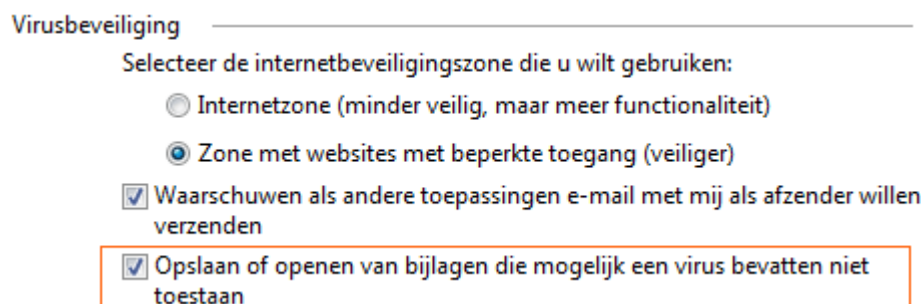 Virusbeveiliging
Selecteer de internetbeveiligingszone die u wilt gebruiken:
Internetzone (minder veilig, maar meer functionaliteit)
Zone met websites met beperkte toegang (veiliger)
Waarschuwen als andere toepassingen e-mail met mij als afzender willen
verzenden
Opslaan of openen van bijlagen die mogelijk een virus bevatten niet
toestaan